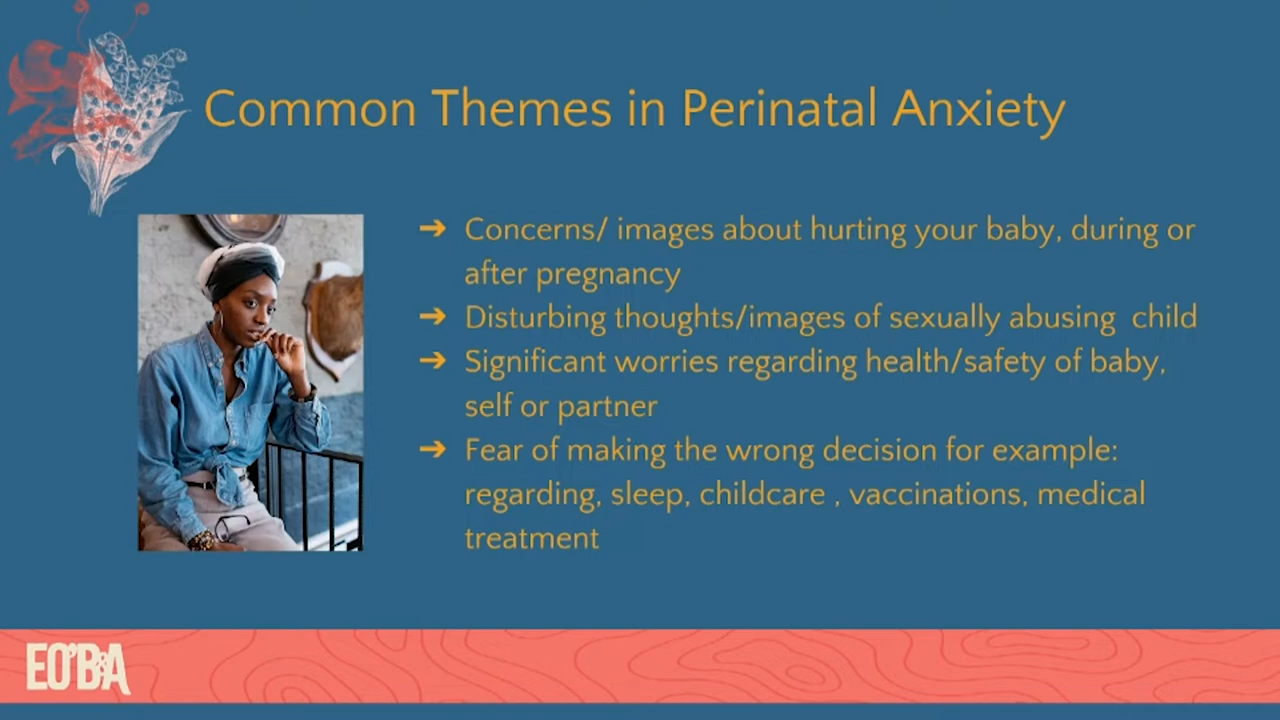 Common Themes in Perinatal Anxiety
➔ Concerns/ images about hurting your baby, during or
after pregnancy
➔ Disturbing thoughts/images of sexually abusing child
➔ Significant worries regarding health/safety of baby,
self or partner
➔ Fear of making the wrong decision for example:
regarding, sleep, childcare , vaccinations, medical
treatment
EO'B&A